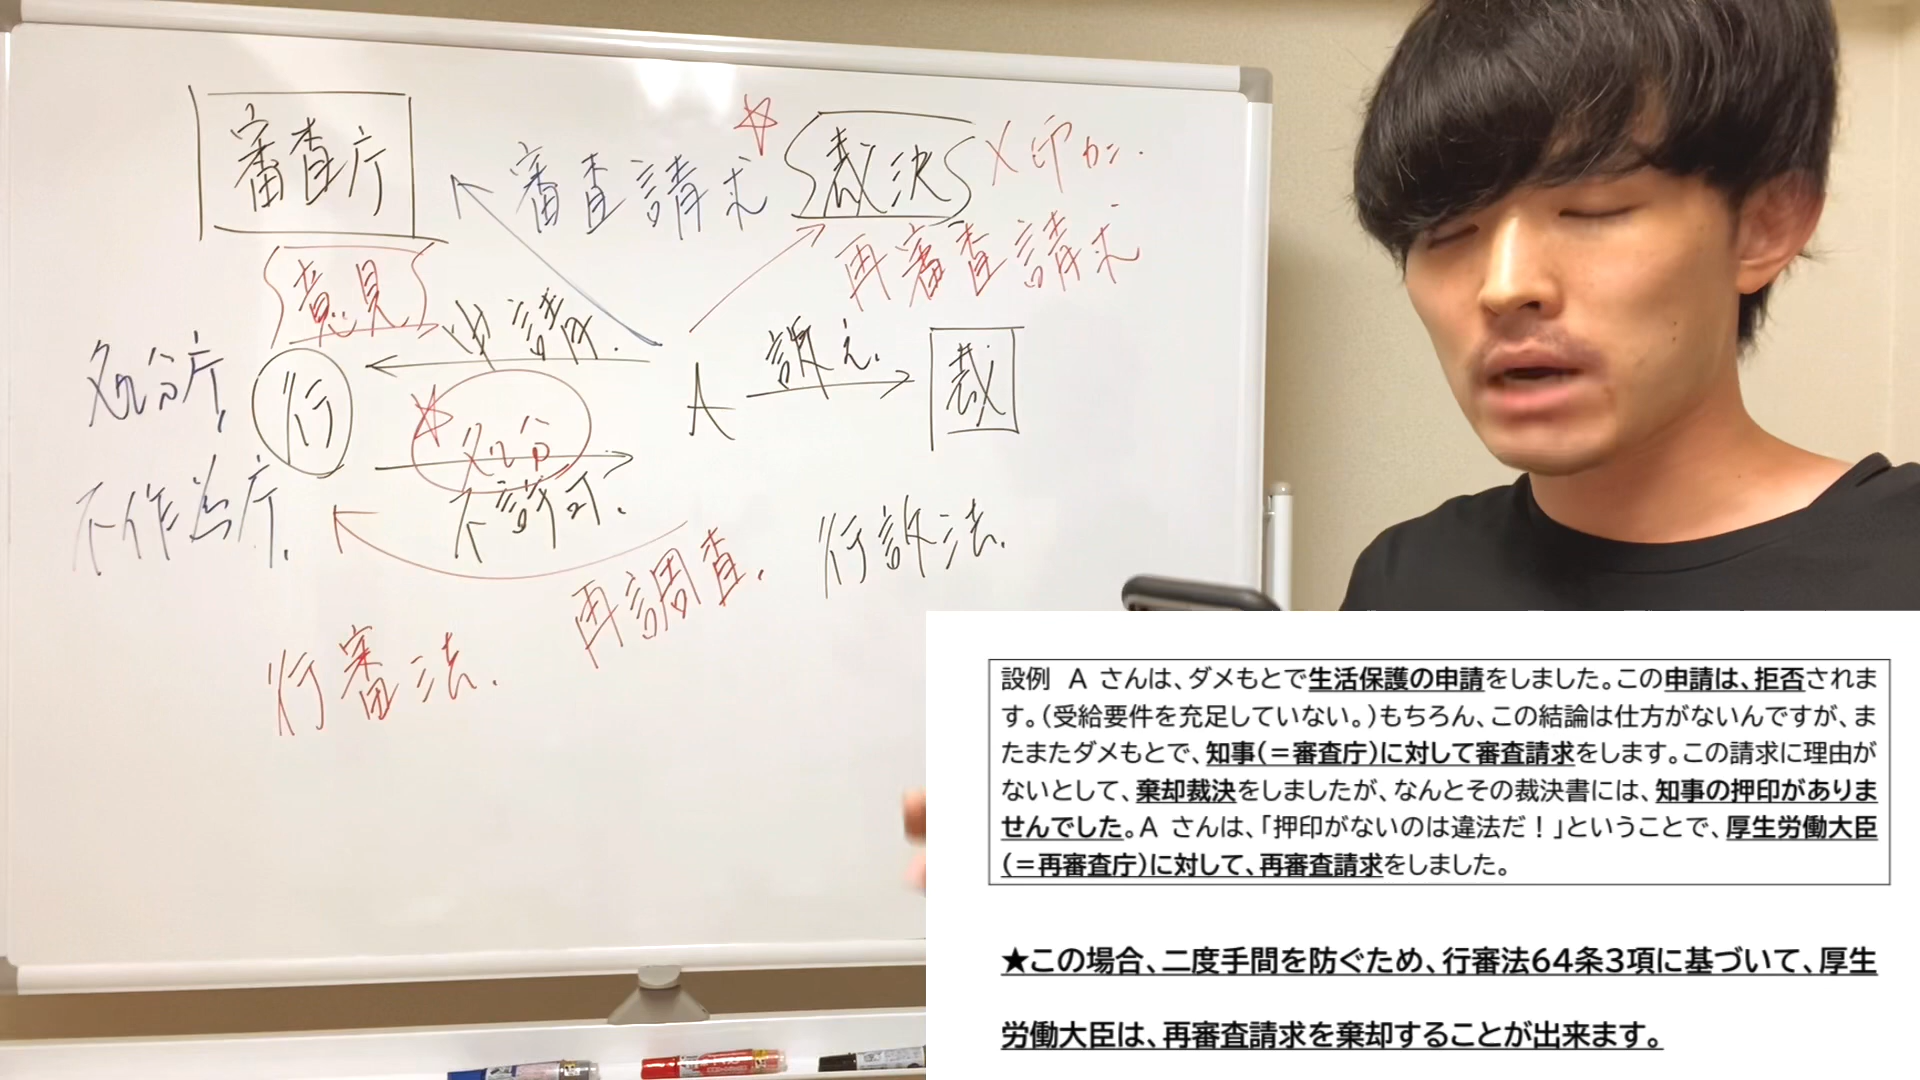 審査庁
審査請求
裁決
×印がン.
再審査請求
意見
申請.
処分庁,
行
処分
不許可.
A
訴え.
裁
不作為庁.
再調査.
行訴法.
行審法.
設例 A さんは、ダメもとで生活保護の申請をしました。この申請は、拒否されま
す。(受給要件を充足していない。)もちろん、この結論は仕方がないんですが、ま
たまたダメもとで、知事(=審査庁)に対して審査請求をします。この請求に理由が
ないとして、棄却裁決をしましたが、なんとその裁決書には、知事の押印がありま
せんでした。A さんは、「押印がないのは違法だ!」ということで、厚生労働大臣
(=再審査庁)に対して、再審査請求をしました。
★この場合、二度手間を防ぐため、行審法64条3項に基づいて、厚生
労働大臣は、再審査請求を棄却することが出来ます。